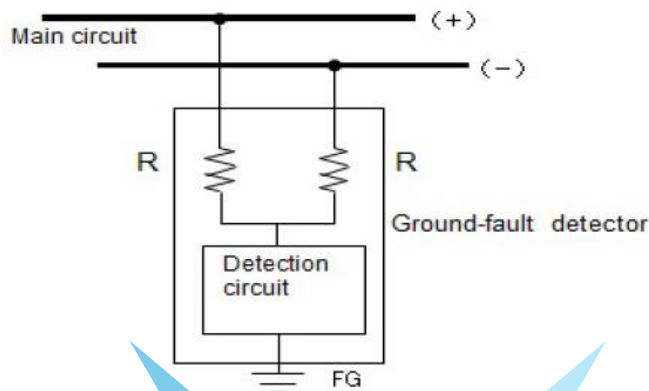 (+)
Main circuit
(−)
R
R
Ground-fault detector
Detection
circuit
FG